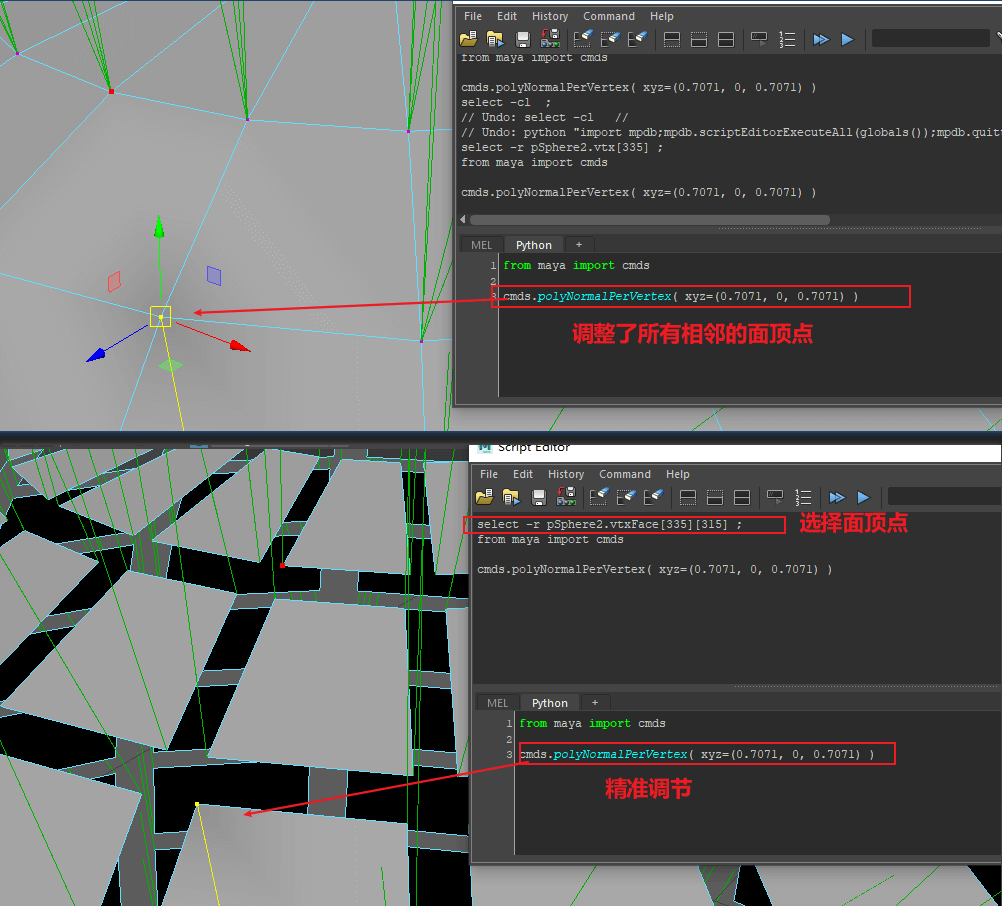 File Edit History Command Help
from maya import cmds
cmds.polyNormalPerVertex( xyz=(0.7071, 0, 0.7071) )
select -cl  ;
// Undo: select -cl   //
// Undo: python "import mpdb;mpdb.scriptEditorExecuteAll(globals());mpdb.quit
select -r pSphere2.vtx[335] ;
from maya import cmds
cmds.polyNormalPerVertex( xyz=(0.7071, 0, 0.7071) )
MEL Python +
1 from maya import cmds
2
3 cmds.polyNormalPerVertex( xyz=(0.7071, 0, 0.7071) )
调整了所有相邻的面顶点
Script Editor
File Edit History Command Help
select -r pSphere2.vtxFace[335][315] ;
选择面顶点
from maya import cmds
cmds.polyNormalPerVertex( xyz=(0.7071, 0, 0.7071) )
MEL Python +
1 from maya import cmds
2
3 cmds.polyNormalPerVertex( xyz=(0.7071, 0, 0.7071) )
精准调节